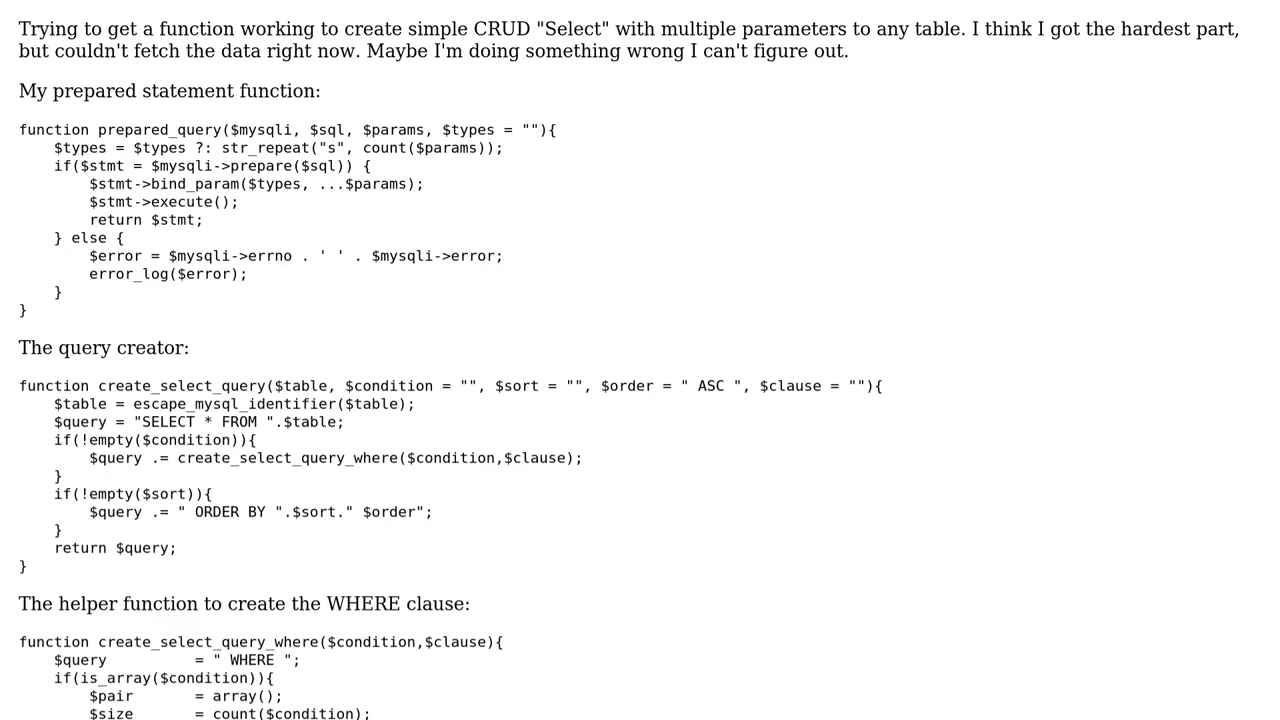 Trying to get a function working to create simple CRUD "Select" with multiple parameters to any table. I think I got the hardest part,
but couldn't fetch the data right now. Maybe I'm doing something wrong I can't figure out.
My prepared statement function:
function prepared_query($mysqli, $sql, $params, $types = ""){
    $types = $types ?: str_repeat("s", count($params));
    if($stmt = $mysqli->prepare($sql)) {
        $stmt->bind_param($types, ...$params);
        $stmt->execute();
        return $stmt;
    } else {
        $error = $mysqli->errno . ' ' . $mysqli->error;
        error_log($error);
    }
}
The query creator:
function create_select_query($table, $condition = "", $sort = "", $order = " ASC ", $clause = ""){
    $table = escape_mysql_identifier($table);
    $query = "SELECT * FROM ".$table;
    if(!empty($condition)){
        $query .= create_select_query_where($condition,$clause);
    }
    if(!empty($sort)){
        $query .= " ORDER BY ".$sort." $order";
    }
    return $query;
}
The helper function to create the WHERE clause:
function create_select_query_where($condition,$clause){
    $query          = " WHERE ";
    if(is_array($condition)){
        $pair       = array();
        $size       = count($condition);